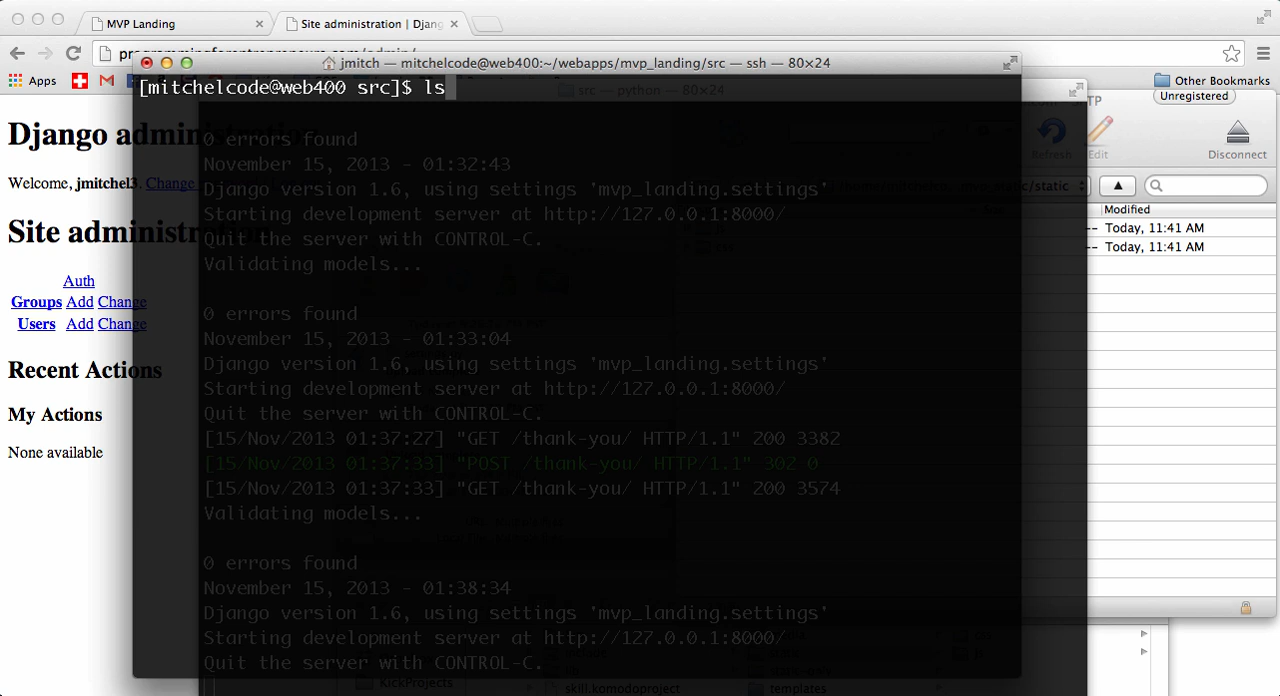 MVP Landing
Site administration | Djang
Apps
Other Bookmarks
jmitch — mitchelcode@web400:~/webapps/mvp_landing/src — ssh — 80×24
[mitchelcode@web400 src]$ ls
src — python — 80×24
Unregistered
Refresh
Edit
Disconnect
Django administration
Welcome, jmitchel3. Change
Site administr
Auth
Groups Add Change
Users Add Change
Recent Actions
My Actions
None available
0 errors found
November 15, 2013 - 01:32:43
Django version 1.6, using settings 'mvp_landing.settings'
Starting development server at http://127.0.0.1:8000/
Quit the server with CONTROL-C.
Validating models...
0 errors found
November 15, 2013 - 01:33:04
Django version 1.6, using settings 'mvp_landing.settings'
Starting development server at http://127.0.0.1:8000/
Quit the server with CONTROL-C.
[15/Nov/2013 01:37:27] "GET /thank-you/ HTTP/1.1" 200 3382
[15/Nov/2013 01:37:33] "POST /thank-you/ HTTP/1.1" 302 0
[15/Nov/2013 01:37:33] "GET /thank-you/ HTTP/1.1" 200 3574
Validating models...
0 errors found
November 15, 2013 - 01:38:34
Django version 1.6, using settings 'mvp_landing.settings'
Starting development server at http://127.0.0.1:8000/
Quit the server with CONTROL-C.
Modified
-- Today, 11:41 AM
-- Today, 11:41 AM
KickProjects
skill.komodoproject
templates